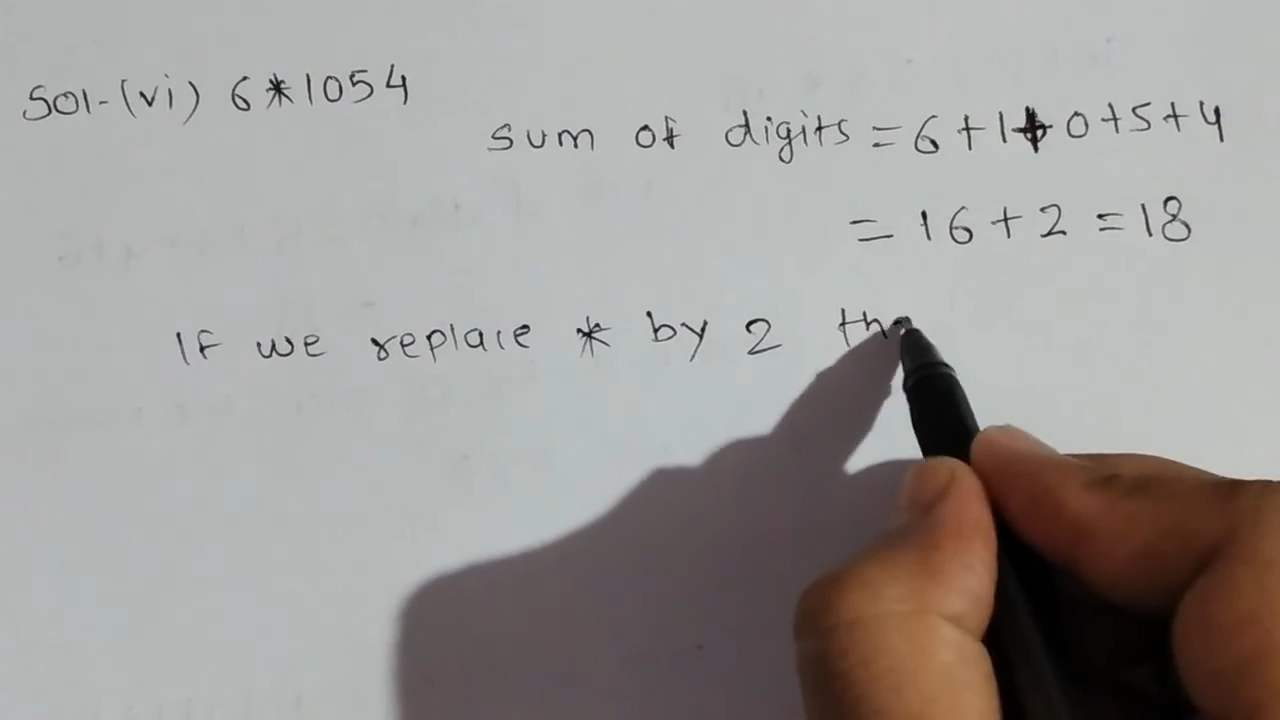 Sol-(vi) 6*1054
sum of digits = 6+1+0+5+4
= 16+2 = 18
If we replace * by 2